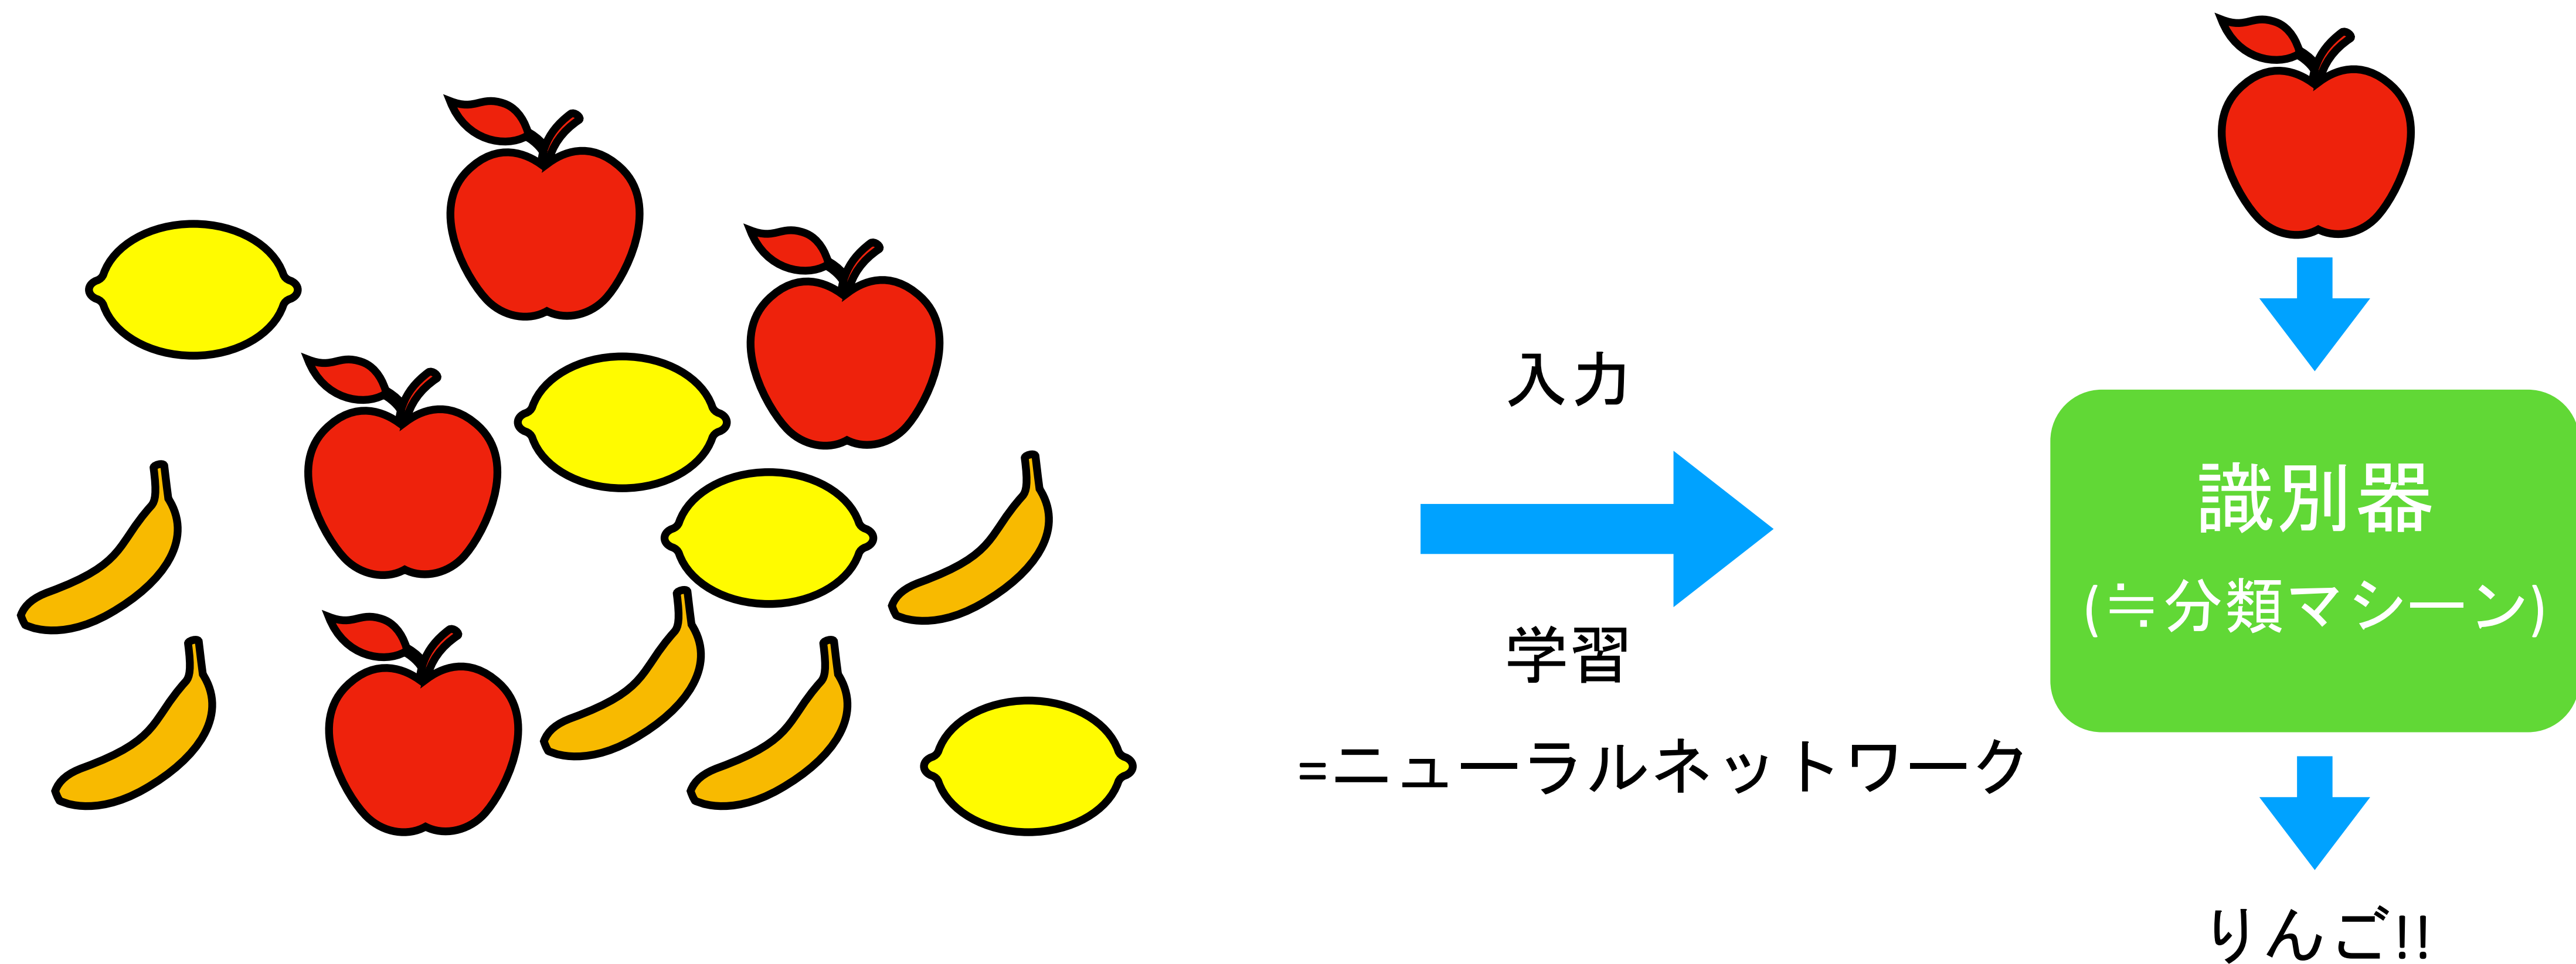 入力
学習
=ニューラルネットワーク
識別器
(≒分類マシーン)
りんご!!